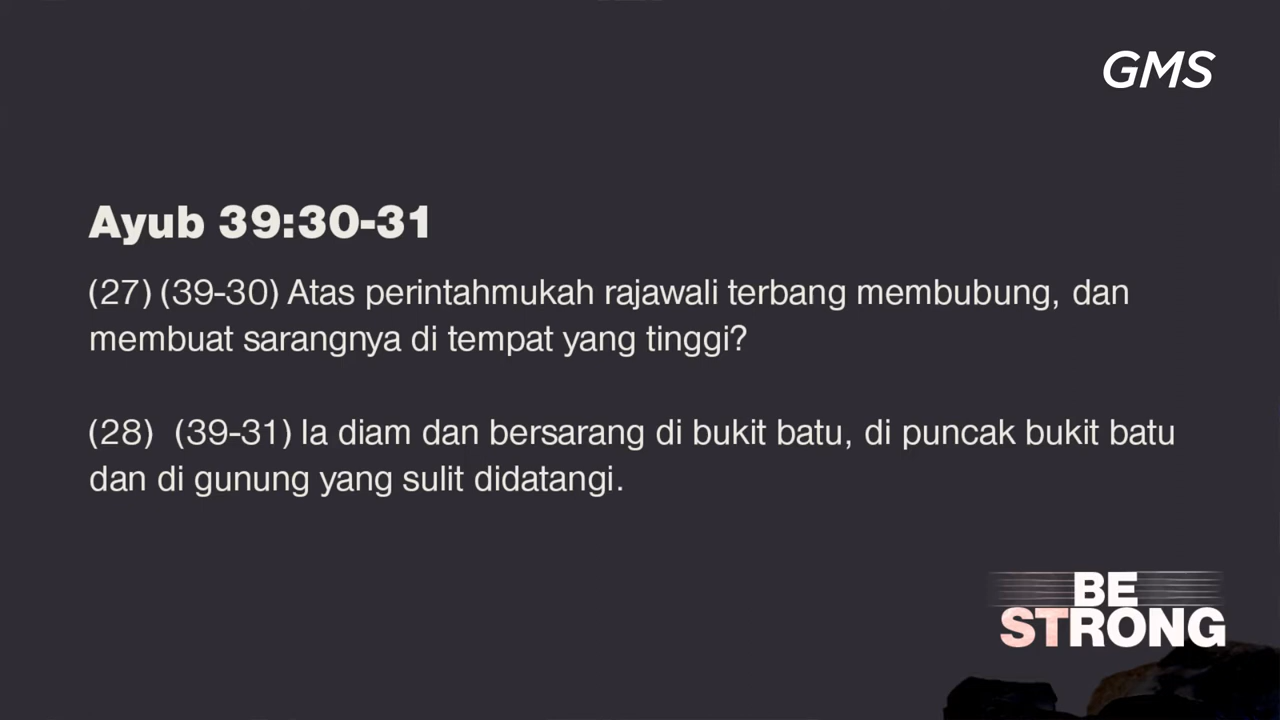 GMS
Ayub 39:30-31
(27) (39-30) Atas perintahmukah rajawali terbang membubung, dan
membuat sarangnya di tempat yang tinggi?
(28) (39-31) Ia diam dan bersarang di bukit batu, di puncak bukit batu
dan di gunung yang sulit didatangi.
BE
STRONG